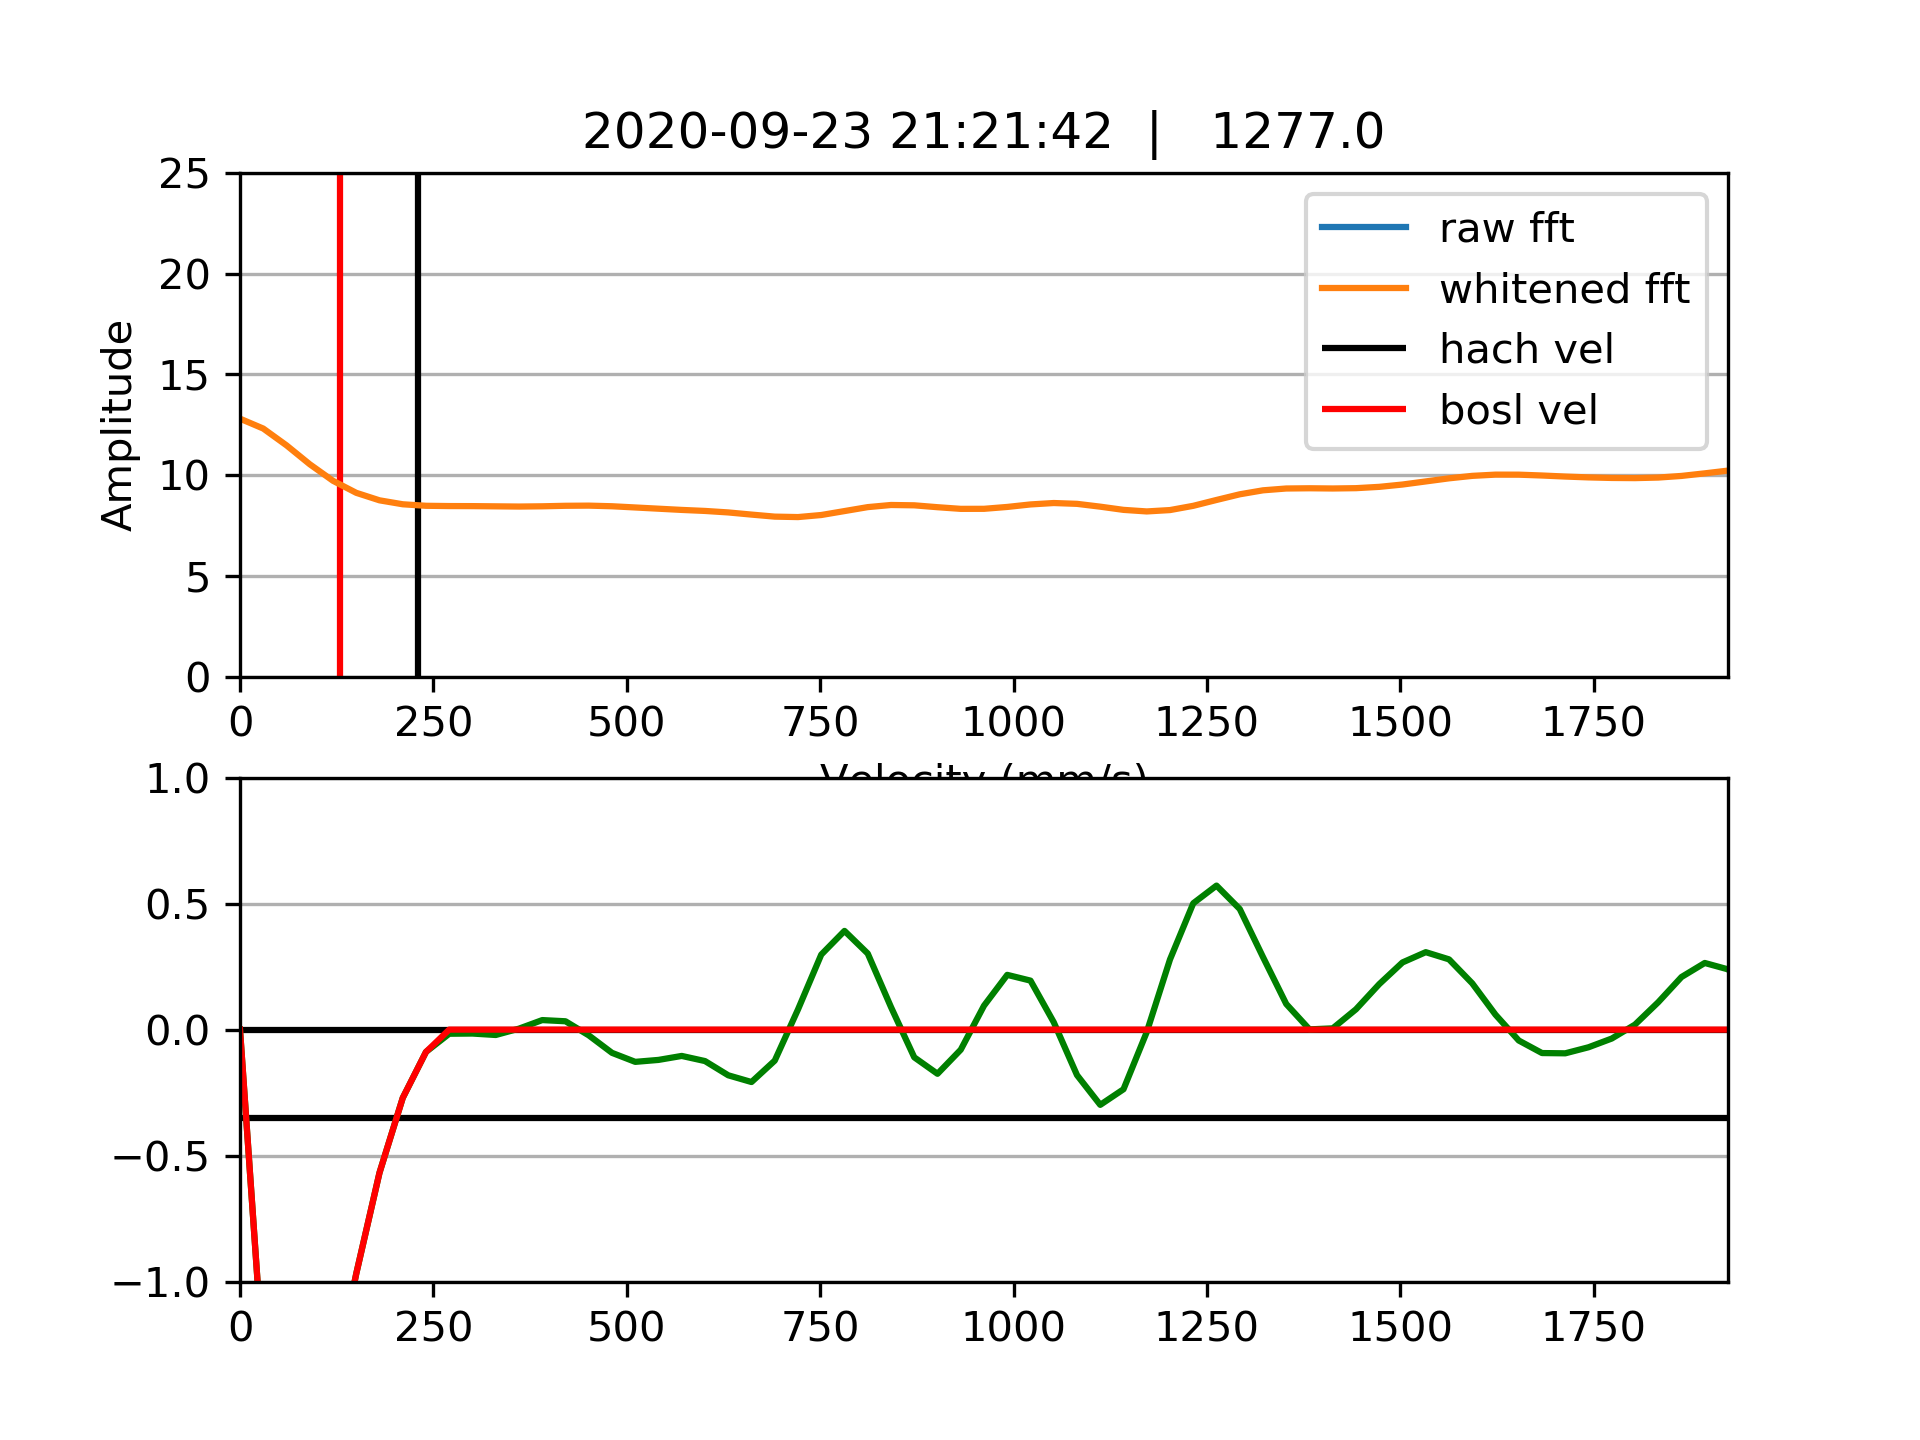 2020-09-23 21:21:42 | 1277.0
25
20
15
10
5
0
Amplitude
raw fft
whitened fft
hach vel
bosl vel
0 250 500 750 1000 1250 1500 1750
Velocity (mm/s)
1.0
0.5
0.0
−0.5
−1.0
0 250 500 750 1000 1250 1500 1750